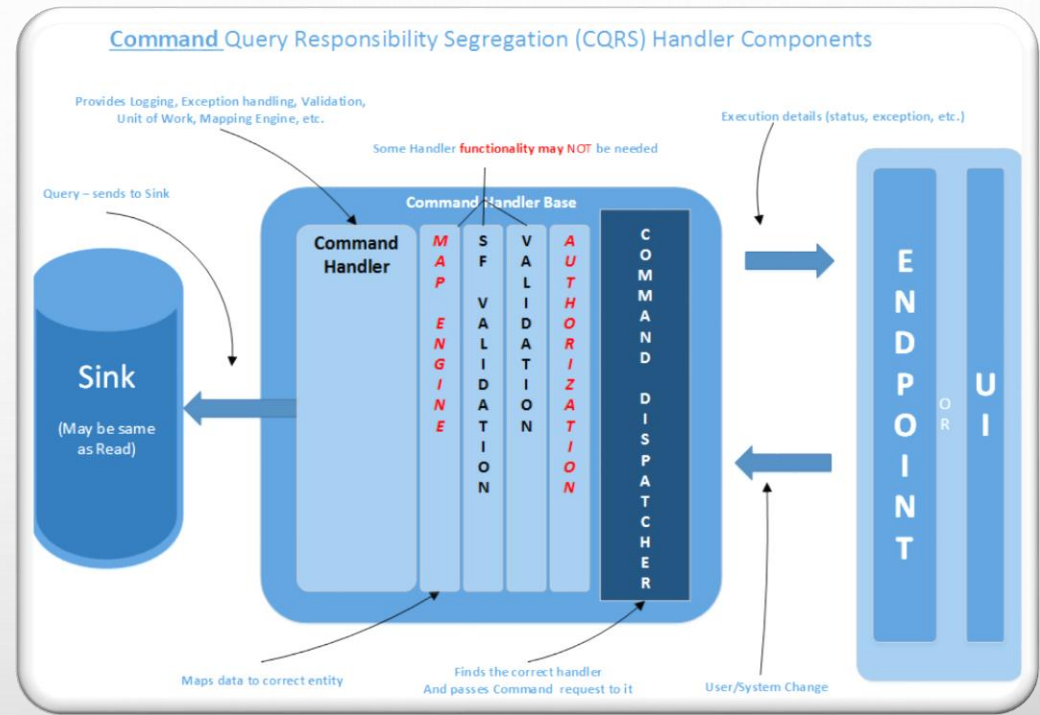 Command Query Responsibility Segregation (CQRS) Handler Components
Provides Logging, Exception handling, Validation,
Unit of Work, Mapping Engine, etc.
Execution details (status, exception, etc.)
Some Handler functionality may NOT be needed
Query – sends to Sink
Command Handler Base
Command
Handler
MAP ENGINE
SF VALIDATION
VALIDATION
AUTHORIZATION
COMMAND DISPATCHER
Sink
(May be same
as Read)
ENDPOINT
OR
UI
Maps data to correct entity
Finds the correct handler
And passes Command request to it
User/System Change